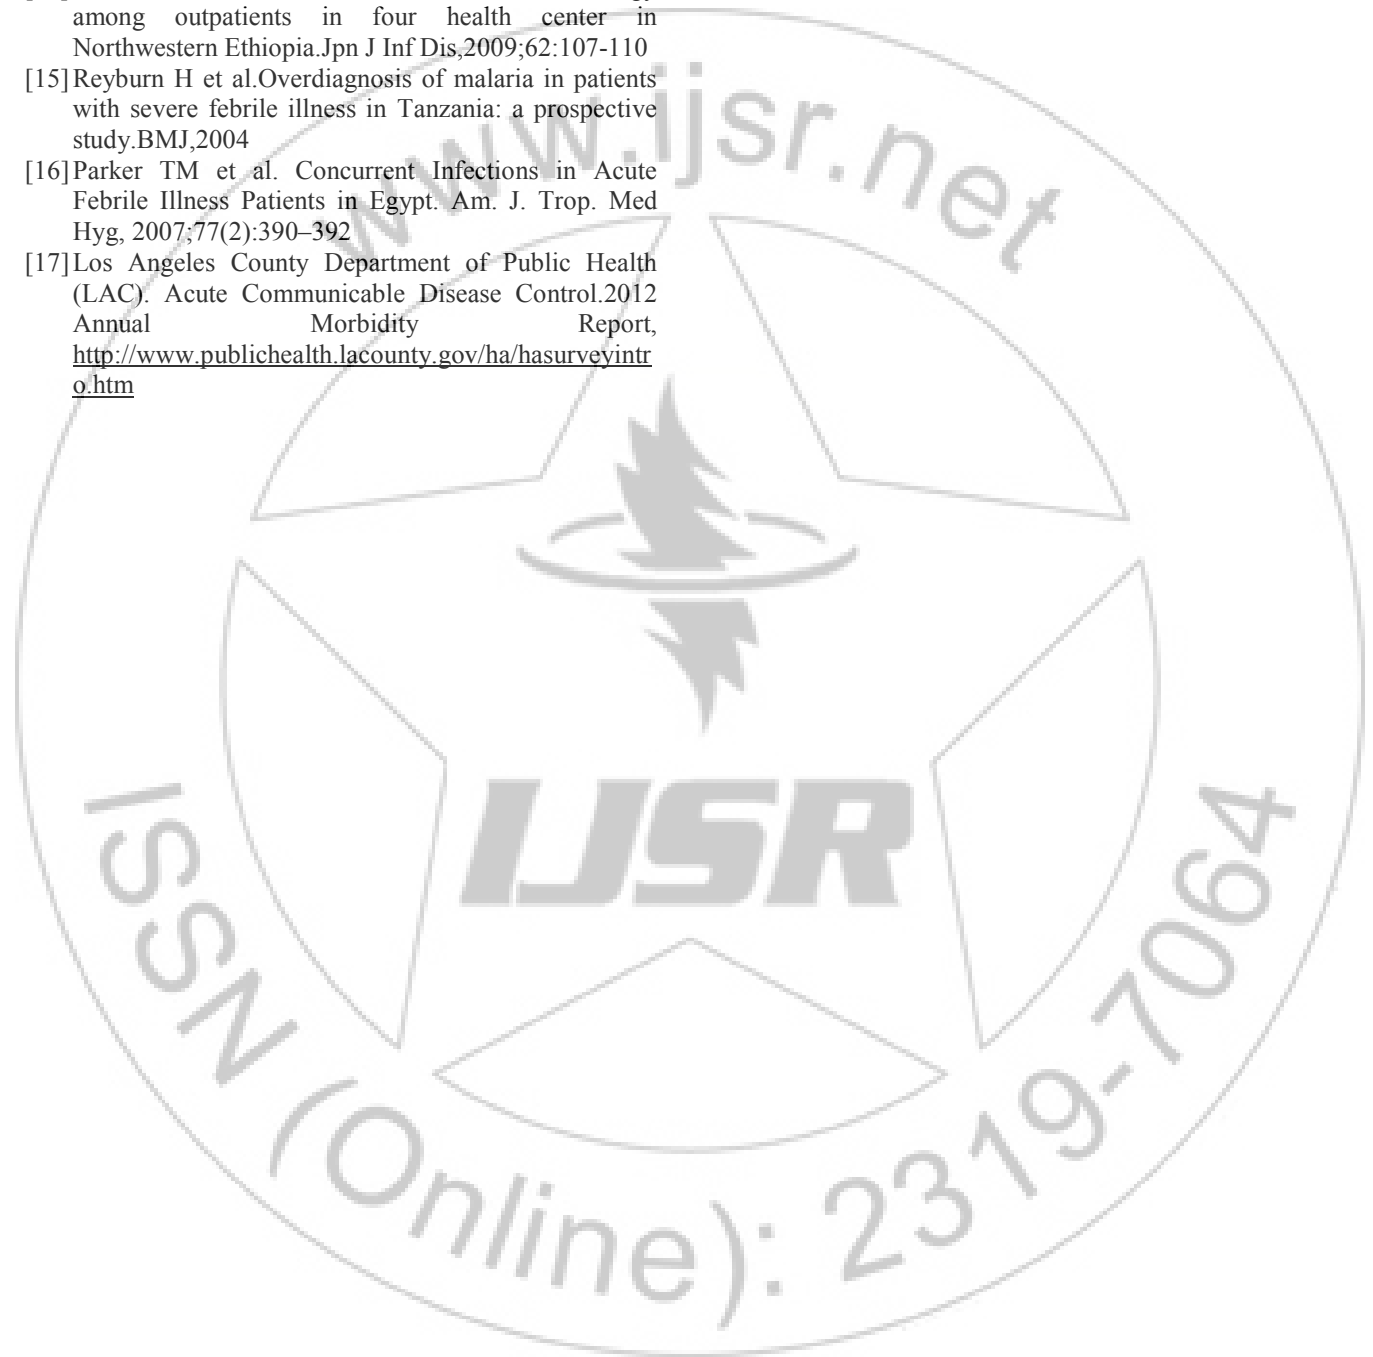 among outpatients in four health center in
Northwestern Ethiopia.Jpn J Inf Dis,2009;62:107-110
[15]Reyburn H et al.Overdiagnosis of malaria in patients
with severe febrile illness in Tanzania: a prospective
study.BMJ,2004
[16]Parker TM et al. Concurrent Infections in Acute
Febrile Illness Patients in Egypt. Am. J. Trop. Med
Hyg, 2007;77(2):390–392
[17]Los Angeles County Department of Public Health
(LAC). Acute Communicable Disease Control.2012
Annual Morbidity Report,
http://www.publichealth.lacounty.gov/ha/hasurveyintr
o.htm
www.ijsr.net
IJSR
ISSN (Online): 2319-7064